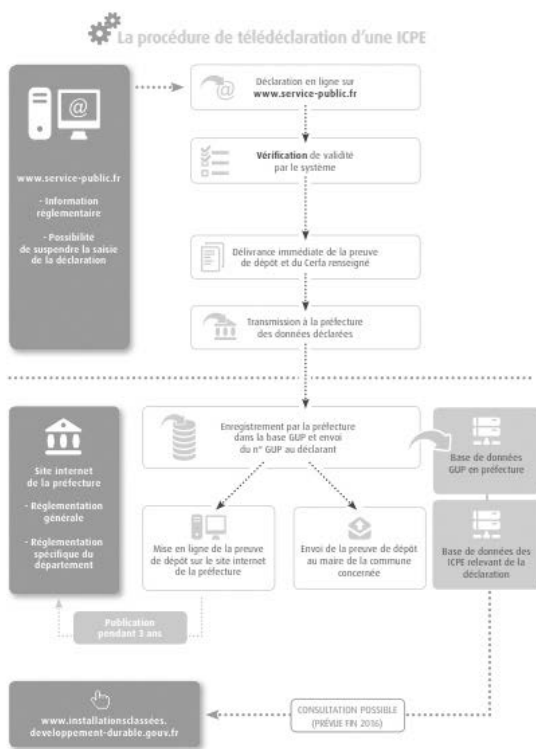 La procédure de télédéclaration d'une ICPE
@
www.service-public.fr
- Information
réglementaire
- Possibilité
de suspendre la saisie
de la déclaration
@
Déclaration en ligne sur
www.service-public.fr
Vérification de validité
par le système
Délivrance immédiate de la preuve
de dépôt et du Cerfa renseigné
Transmission à la préfecture
des données déclarées
Site internet
de la préfecture
- Réglementation
générale
- Réglementation
spécifique du
département
Enregistrement par la préfecture
dans la base GUP et envoi
du n° GUP au déclarant
Base de données
GUP en préfecture
Mise en ligne de la preuve
de dépôt sur le site internet
de la préfecture
Envoi de la preuve de dépôt
au maire de la commune
concernée
Base de données des
ICPE relevant de la
déclaration
Publication
pendant 3 ans
www.installationsclassées.
developpement-durable.gouv.fr
CONSULTATION POSSIBLE
(PRÉVUE FIN 2016)